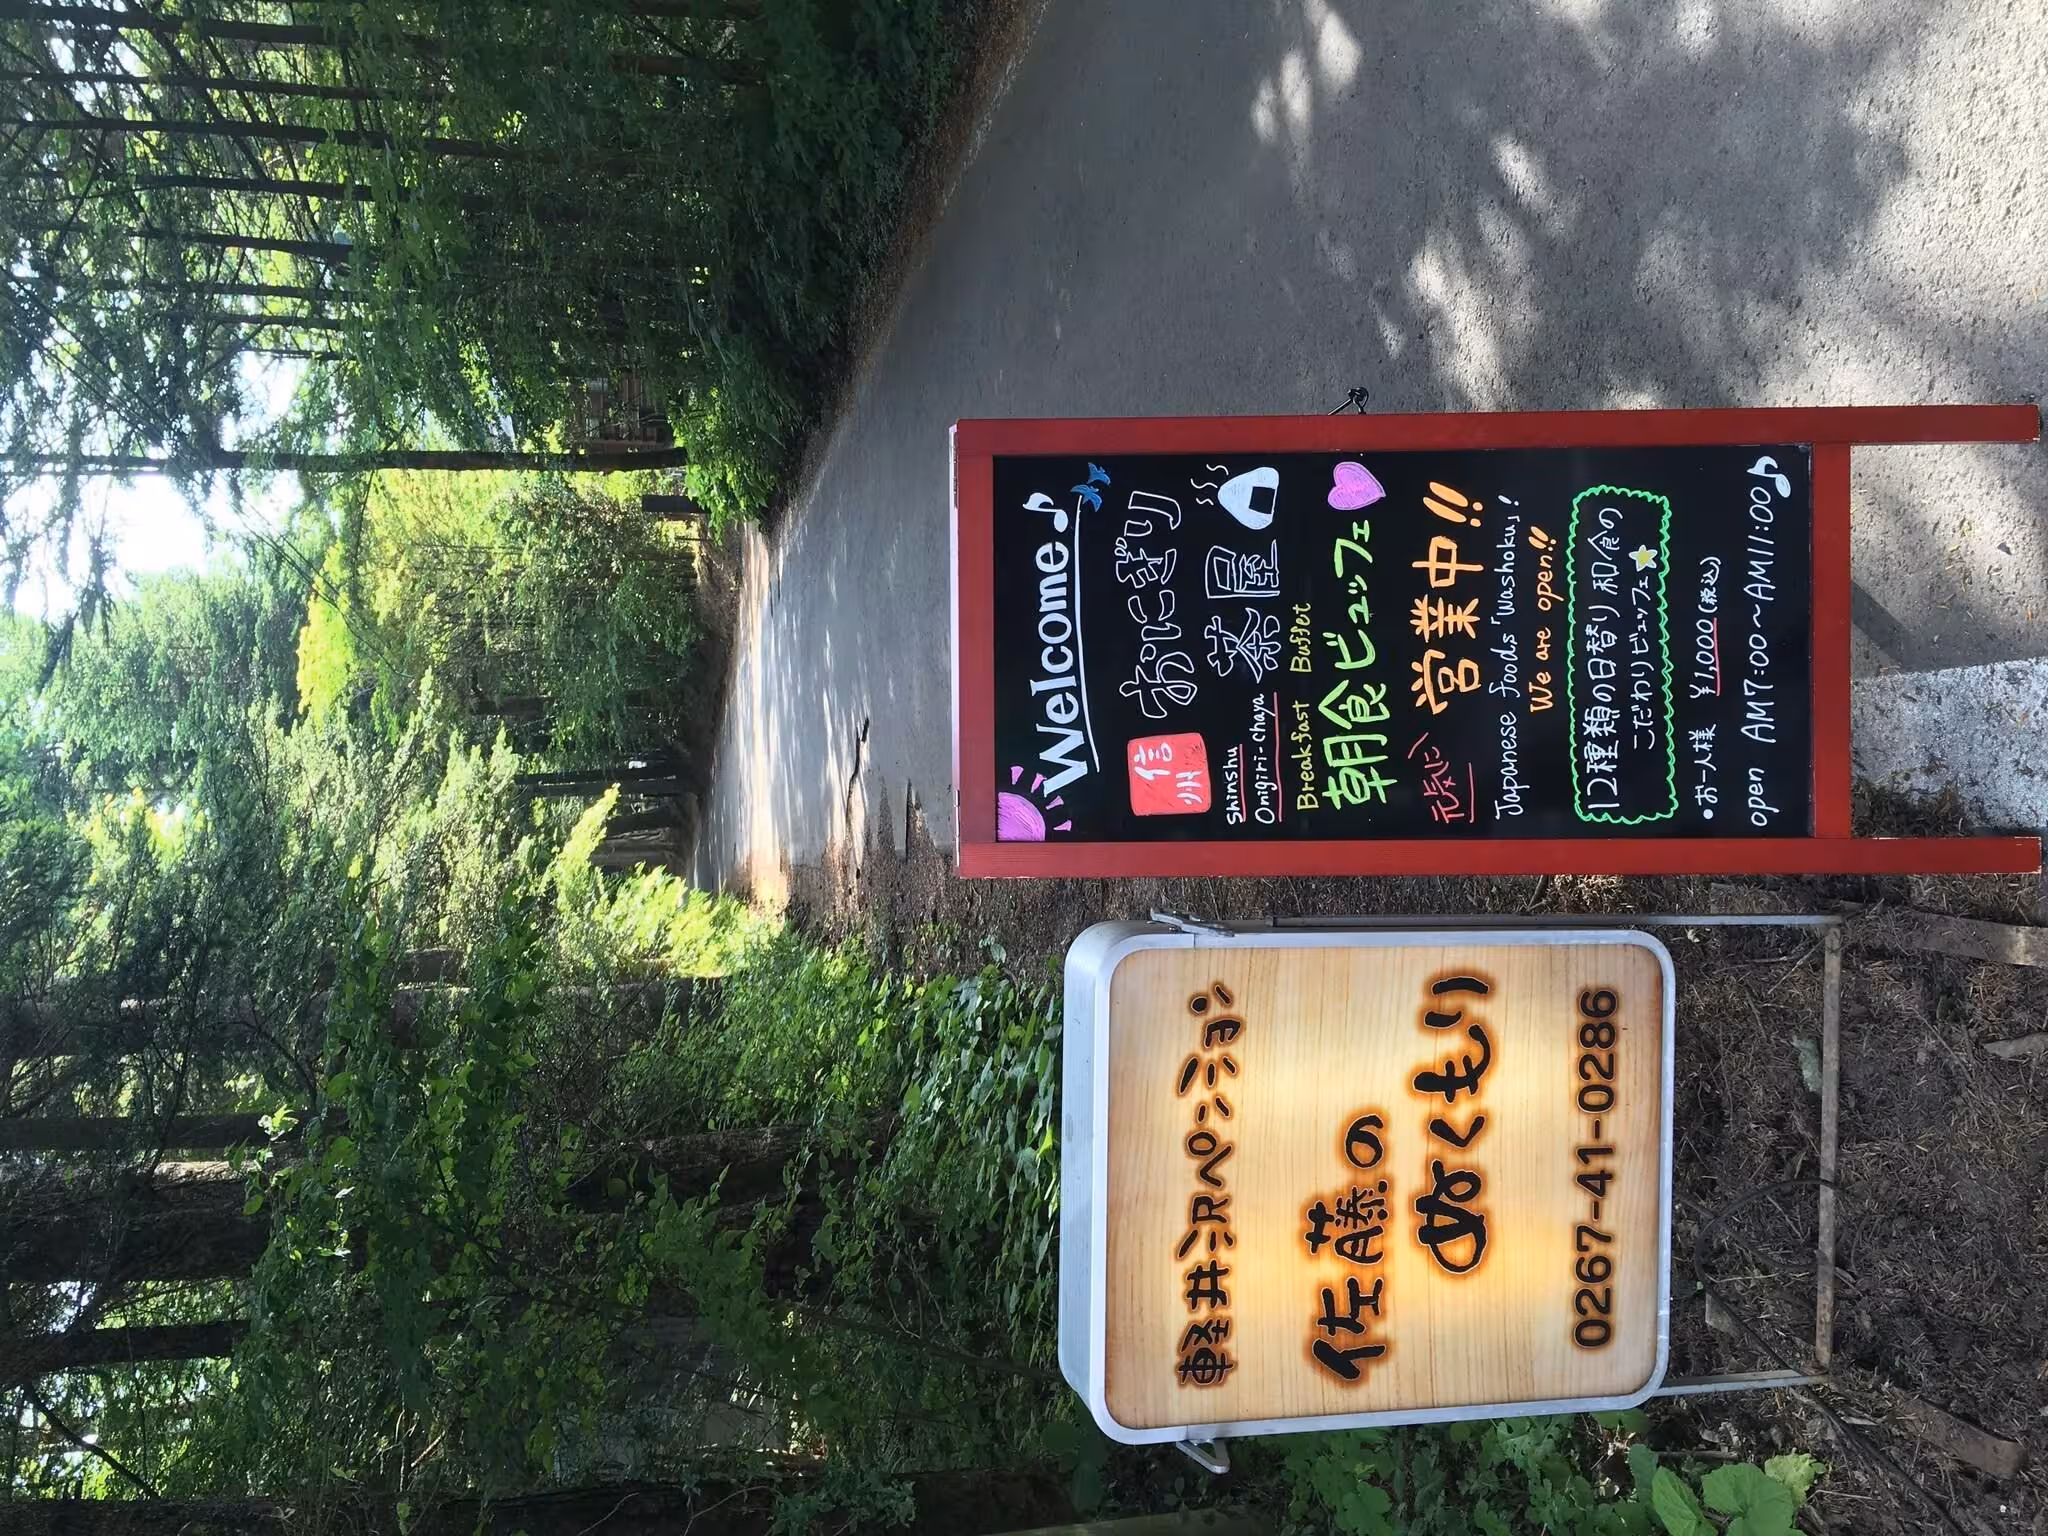 軽井沢ペンション
佐藤の
ぬくもり
0267-41-0286
Welcome♪
信州
おにぎり
茶屋
Shinshu
Onigiri-chaya
Breakfast Buffet
朝食ビュッフェ
元気に
営業中!!
Japanese foods「Washoku」!
We are open!!
12種類の日替り和食の
こだわりビュッフェ
•お一人様 ¥1,000(税込)
open AM7:00〜AM11:00♪